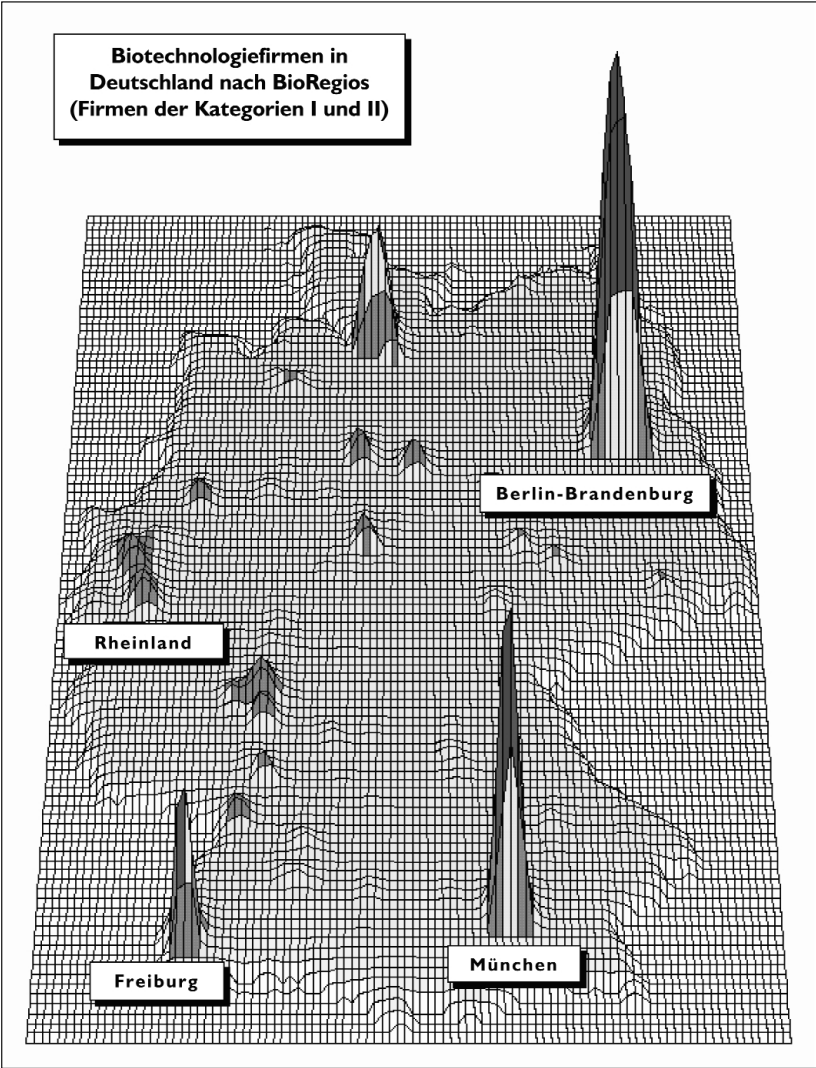 Biotechnologiefirmen in
Deutschland nach BioRegios
(Firmen der Kategorien I und II)
Berlin-Brandenburg
Rheinland
München
Freiburg